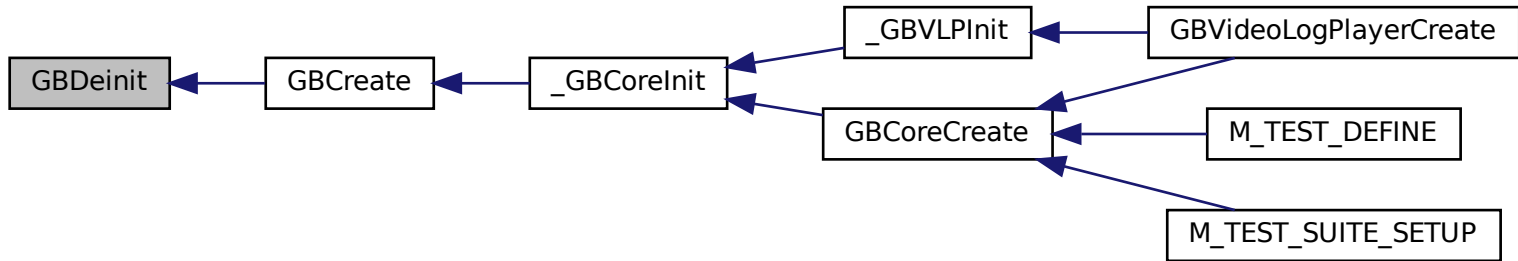 GBDeinit
GBCreate
_GBCoreInit
_GBVLPInit
GBCoreCreate
GBVideoLogPlayerCreate
M_TEST_DEFINE
M_TEST_SUITE_SETUP